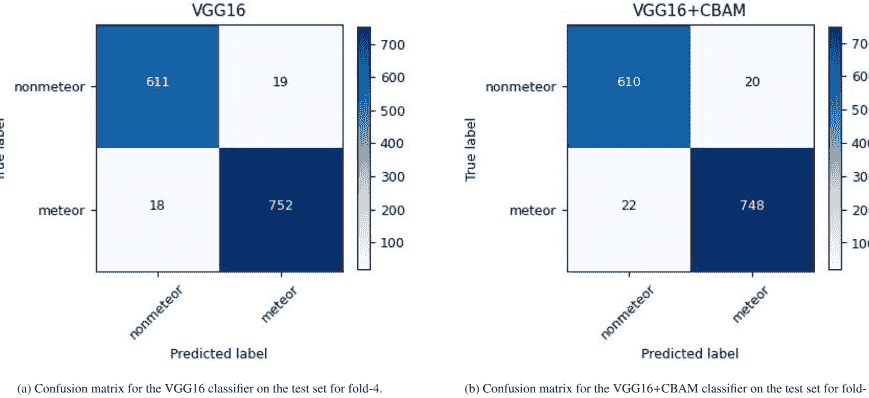 VGG16
nonmeteor
meteor
True label
611
19
18
752
nonmeteor
meteor
Predicted label
700
600
500
400
300
200
100
(a) Confusion matrix for the VGG16 classifier on the test set for fold-4.
VGG16+CBAM
nonmeteor
meteor
True label
610
20
22
748
nonmeteor
meteor
Predicted label
(b) Confusion matrix for the VGG16+CBAM classifier on the test set for fold-